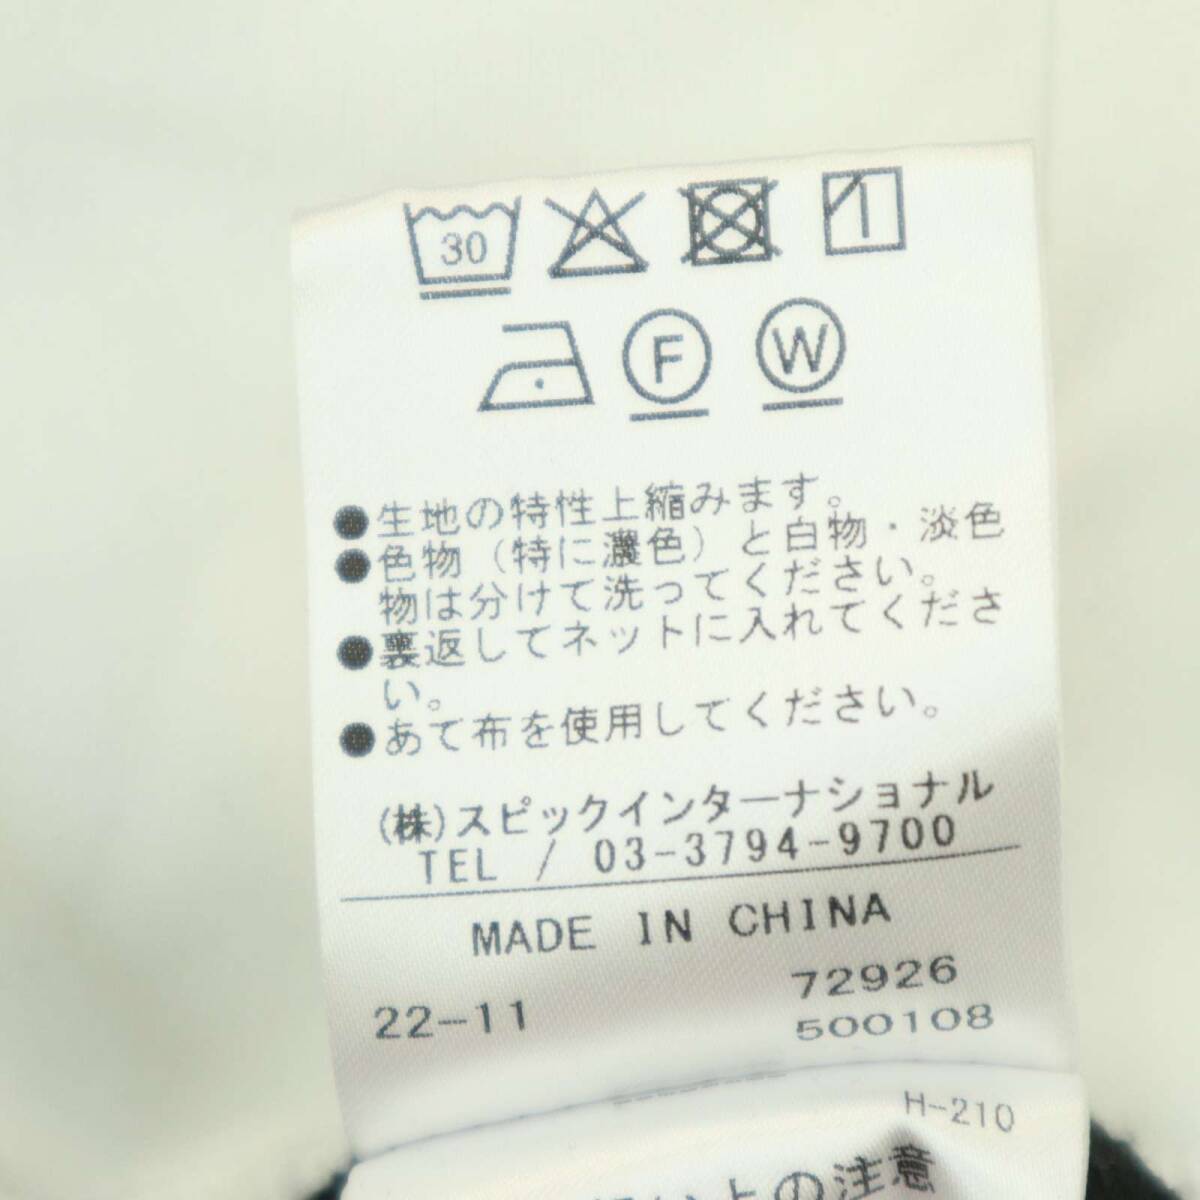 30
F W
●生地の特性上縮みます。
●色物（特に濃色）と白物・淡色
物は分けて洗ってください。
●裏返してネットに入れてくださ
い。
●あて布を使用してください。
(株)スピックインターナショナル
TEL / 03-3794-9700
MADE IN CHINA
72926
22-11
500108
H-210
上の注意